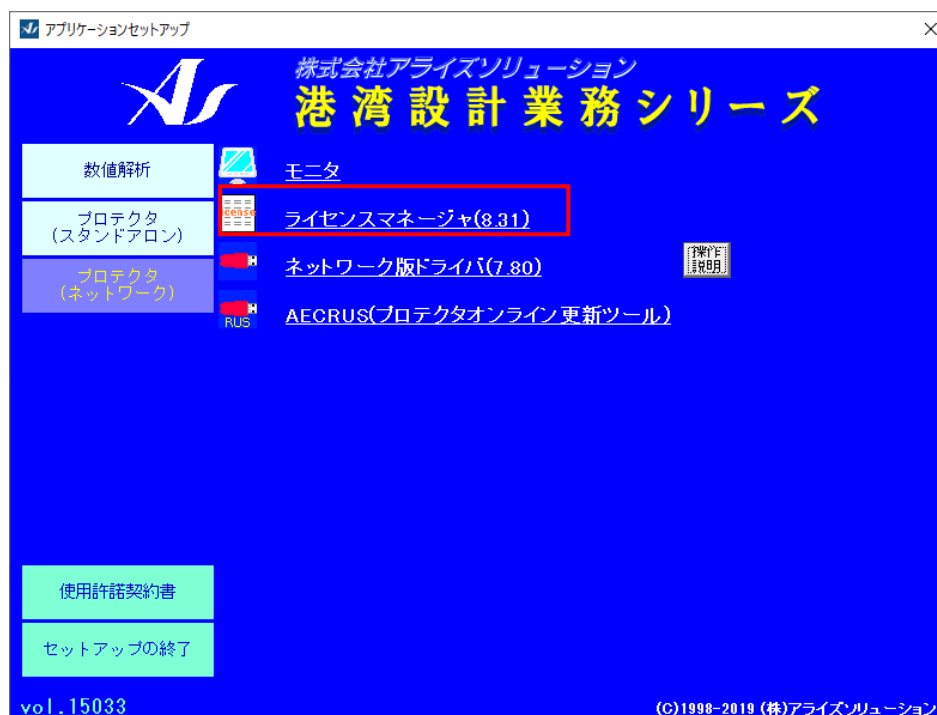 アプリケーションセットアップ
株式会社アライズソリューション
港湾設計業務シリーズ
数値解析
プロテクタ
(スタンドアロン)
プロテクタ
(ネットワーク)
モニタ
ライセンスマネージャ(8.31)
ネットワーク版ドライバ(7.80)
操作
説明
RUS
AECRUS(プロテクタオンライン更新ツール)
使用許諾契約書
セットアップの終了
vol.15033
(C)1998-2019 (株)アライズソリューション